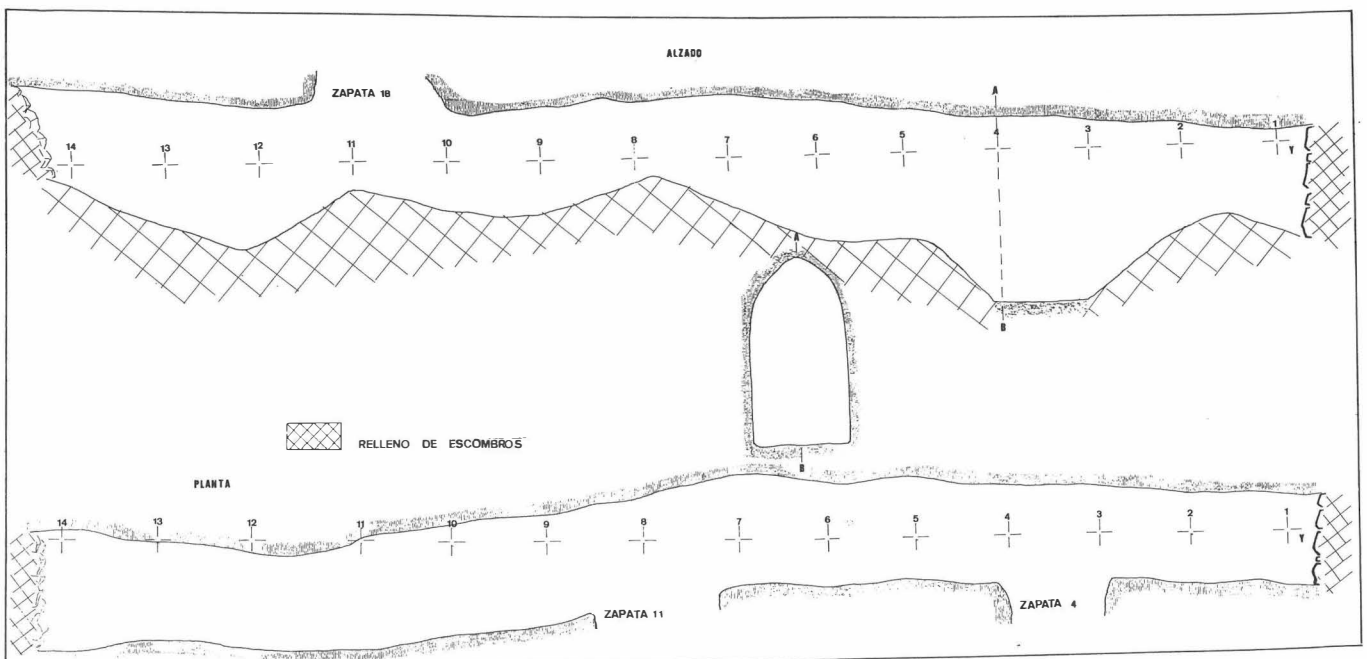 ALZADO
ZAPATA 18
A
14 13 12 11 10 9 8 7 6 5 4 3 2 1
Y
A
B
RELLENO DE ESCOMBROS
B
PLANTA
14 13 12 11 10 9 8 7 6 5 4 3 2 1
Y
ZAPATA 11
ZAPATA 4